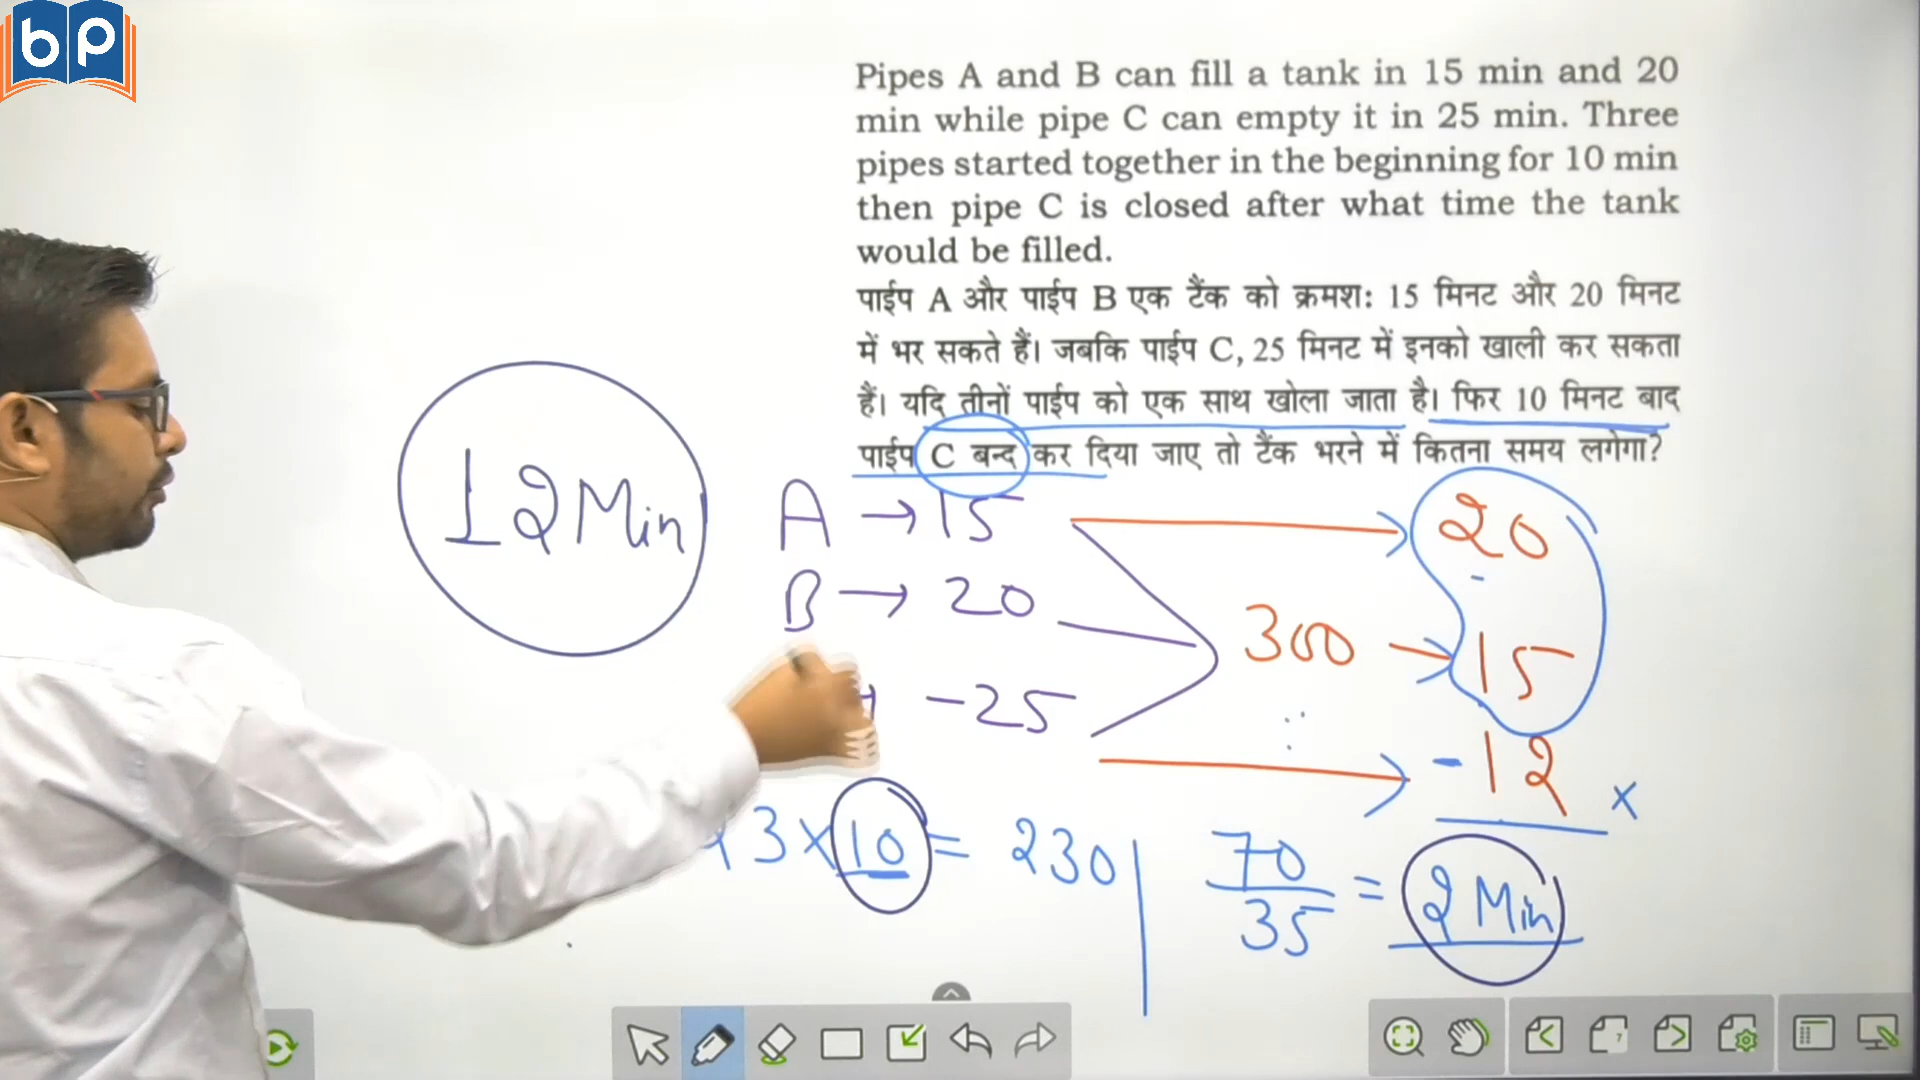 bp
Pipes A and B can fill a tank in 15 min and 20
min while pipe C can empty it in 25 min. Three
pipes started together in the beginning for 10 min
then pipe C is closed after what time the tank
would be filled.
पाईप A और पाईप B एक टैंक को क्रमश: 15 मिनट और 20 मिनट
में भर सकते हैं। जबकि पाईप C, 25 मिनट में इनको खाली कर सकता
हैं। यदि तीनों पाईप को एक साथ खोला जाता है। फिर 10 मिनट बाद
पाईप C बन्द कर दिया जाए तो टैंक भरने में कितना समय लगेगा?
12 Min
A → 15
20
B → 20
300 → 15
-25
-12 x
3 x 10 = 230
70/35 = 2 Min
7